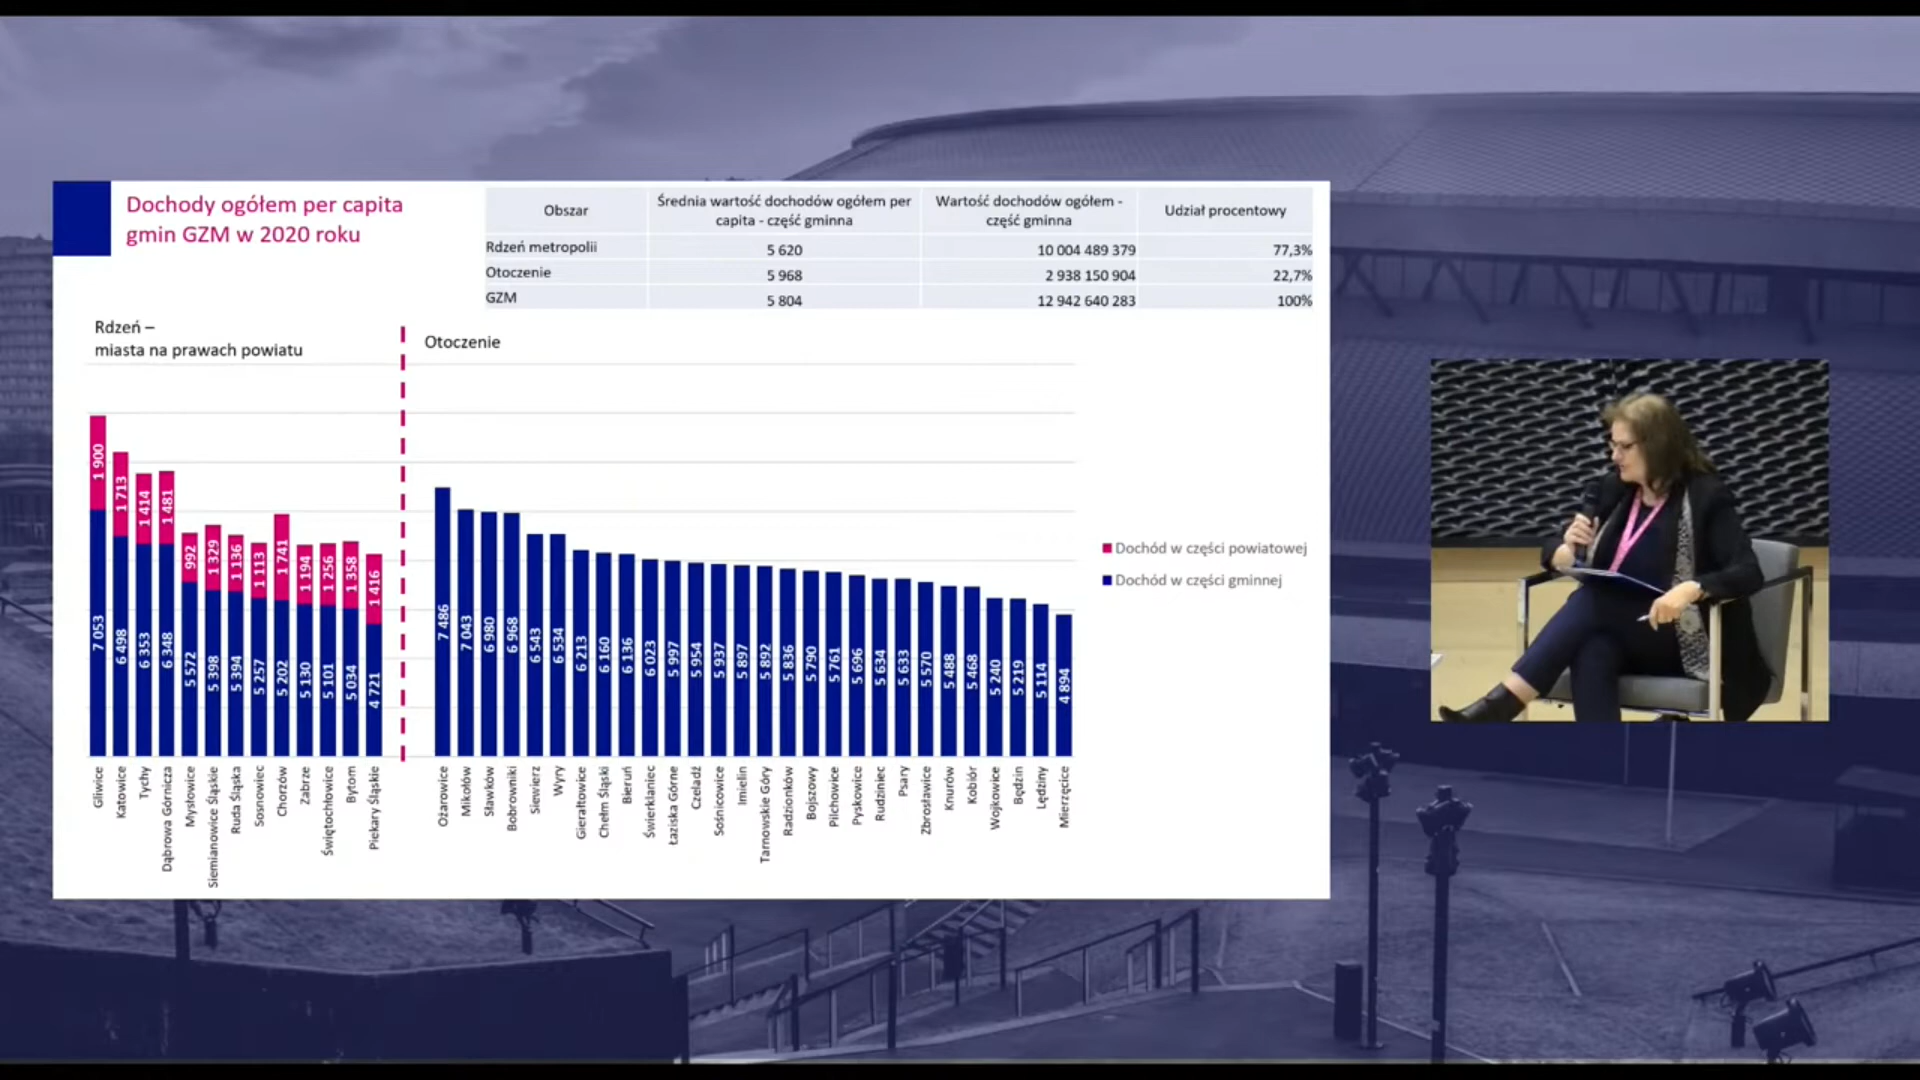 Dochody ogółem per capita
gmin GZM w 2020 roku
Obszar
Średnia wartość dochodów ogółem per
capita - część gminna
Wartość dochodów ogółem -
część gminna
Udział procentowy
Rdzeń metropolii 5 620 10 004 489 379 77,3%
Otoczenie 5 968 2 938 150 904 22,7%
GZM 5 804 12 942 640 283 100%
Rdzeń –
miasta na prawach powiatu
Otoczenie
1 900
1 713
1 414
1 481
992
1 329
1 136
1 113
1 741
1 194
1 256
1 358
1 416
7 053
6 498
6 353
6 348
5 572
5 398
5 394
5 257
5 202
5 130
5 101
5 034
4 721
7 486
7 043
6 980
6 968
6 543
6 534
6 213
6 160
6 136
6 023
5 997
5 954
5 937
5 897
5 892
5 836
5 790
5 761
5 696
5 634
5 633
5 570
5 488
5 468
5 240
5 219
5 114
4 894
Dochód w części powiatowej
Dochód w części gminnej
Gliwice
Katowice
Tychy
Dąbrowa Górnicza
Mysłowice
Siemianowice Śląskie
Ruda Śląska
Sosnowiec
Chorzów
Zabrze
Świętochłowice
Bytom
Piekary Śląskie
Ożarowice
Mikołów
Sławków
Bobrowniki
Siewierz
Wyry
Gierałtowice
Chełm Śląski
Bieruń
Świerklaniec
Łaziska Górne
Czeladź
Sośnicowice
Imielin
Tarnowskie Góry
Radzionków
Bojszowy
Pilchowice
Pyskowice
Rudziniec
Psary
Zbrosławice
Knurów
Kobiór
Wojkowice
Będzin
Lędziny
Mierzęcice